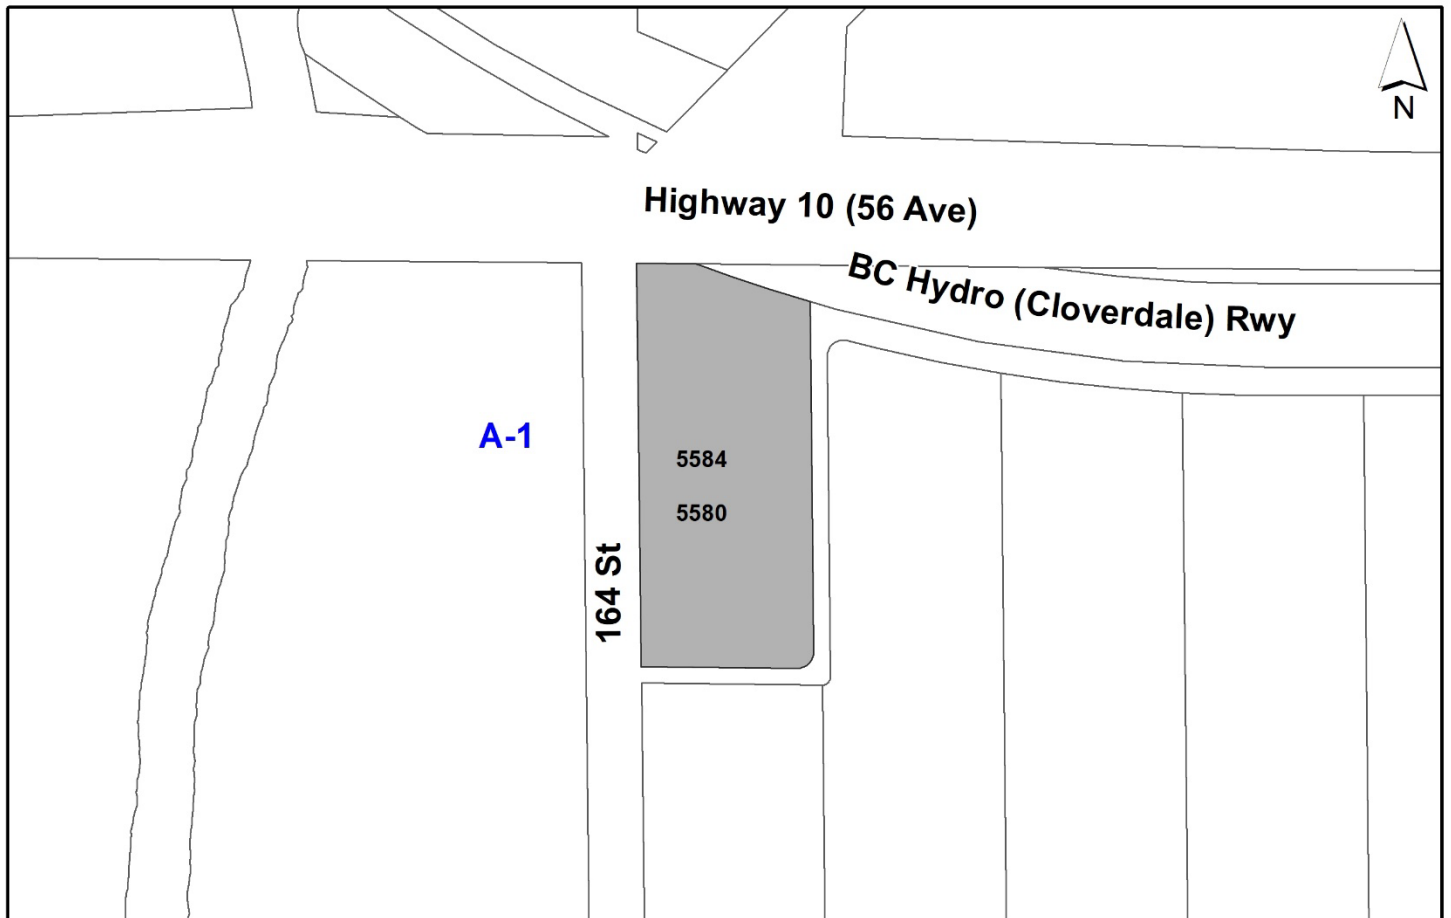 N
Highway 10 (56 Ave)
BC Hydro (Cloverdale) Rwy
A-1
5584
5580
164 St